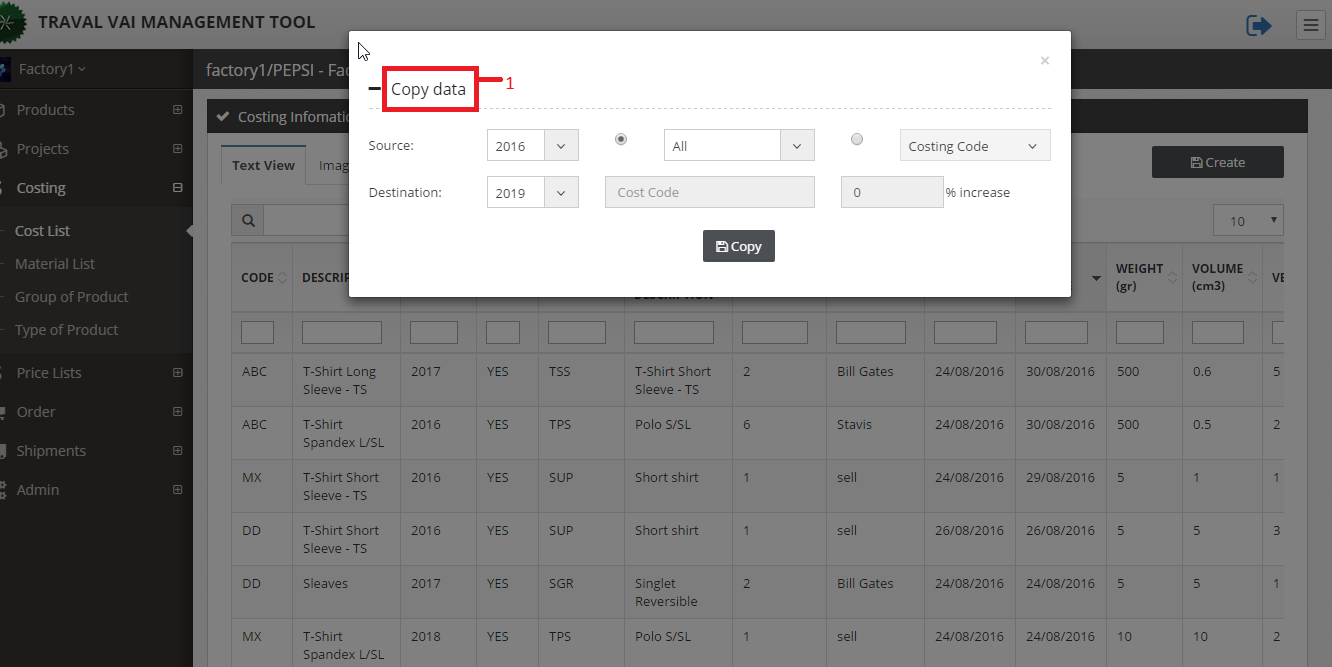 TRAVAL VAI MANAGEMENT TOOL
Factory1
factory1/PEPSI - Fac
Products
Projects
Costing
Cost List
Material List
Group of Product
Type of Product
Price Lists
Order
Shipments
Admin
×
Copy data
1
Source:
2016
All
Costing Code
Destination:
2019
Cost Code
0
% increase
Copy
Costing Infomati
Text View
Imag
Create
10
CODE DESCRIP WEIGHT (gr) VOLUME (cm3) VE
ABC T-Shirt Long Sleeve - TS 2017 YES TSS T-Shirt Short Sleeve - TS 2 Bill Gates 24/08/2016 30/08/2016 500 0.6 5
ABC T-Shirt Spandex L/SL 2016 YES TPS Polo S/SL 6 Stavis 24/08/2016 30/08/2016 500 0.5 2
MX T-Shirt Short Sleeve - TS 2016 YES SUP Short shirt 1 sell 24/08/2016 29/08/2016 5 1 1
DD T-Shirt Short Sleeve - TS 2016 YES SUP Short shirt 1 sell 26/08/2016 26/08/2016 5 5 3
DD Sleaves 2017 YES SGR Singlet Reversible 2 Bill Gates 24/08/2016 24/08/2016 5 5 1
MX T-Shirt Spandex L/SL 2018 YES TPS Polo S/SL 1 sell 24/08/2016 24/08/2016 10 10 2